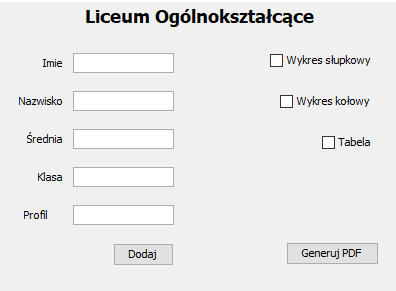 Liceum Ogólnokształcące
Imie
Wykres słupkowy
Nazwisko
Wykres kołowy
Średnia
Tabela
Klasa
Profil
Dodaj
Generuj PDF